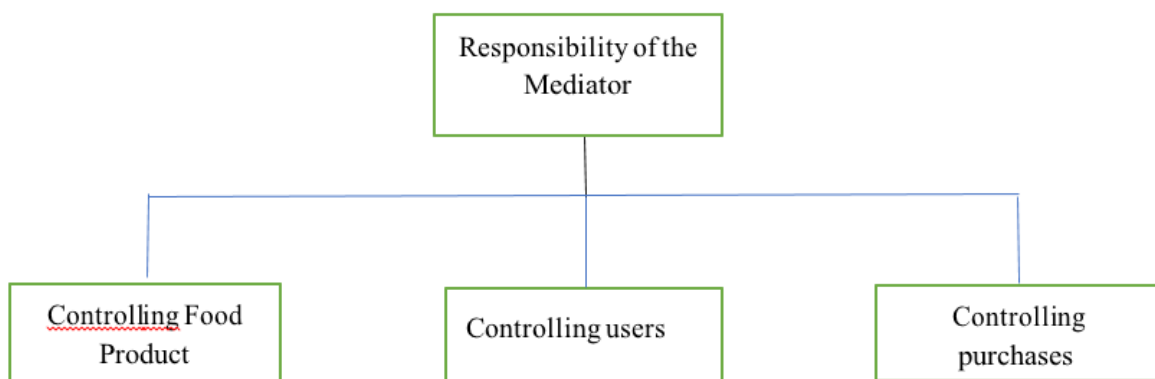 Responsibility of the
Mediator
Controlling Food
Product
Controlling users
Controlling
purchases